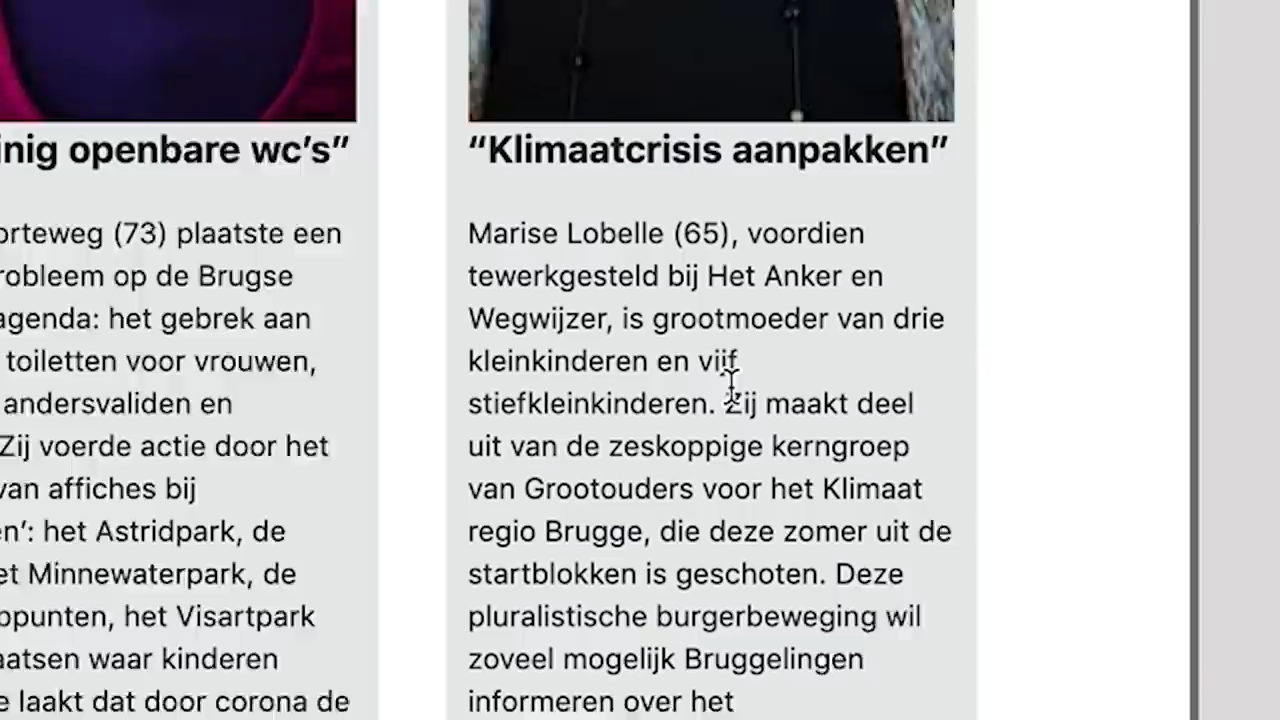 inig openbare wc's”
orteweg (73) plaatste een
robleem op de Brugse
agenda: het gebrek aan
toiletten voor vrouwen,
andersvaliden en
Zij voerde actie door het
van affiches bij
en’: het Astridpark, de
et Minnewaterpark, de
ppunten, het Visartpark
aatsen waar kinderen
e laakt dat door corona de
“Klimaatcrisis aanpakken”
Marise Lobelle (65), voordien
tewerkgesteld bij Het Anker en
Wegwijzer, is grootmoeder van drie
kleinkinderen en vijf
stiefkleinkinderen. Zij maakt deel
uit van de zeskoppige kerngroep
van Grootouders voor het Klimaat
regio Brugge, die deze zomer uit de
startblokken is geschoten. Deze
pluralistische burgerbeweging wil
zoveel mogelijk Bruggelingen
informeren over het